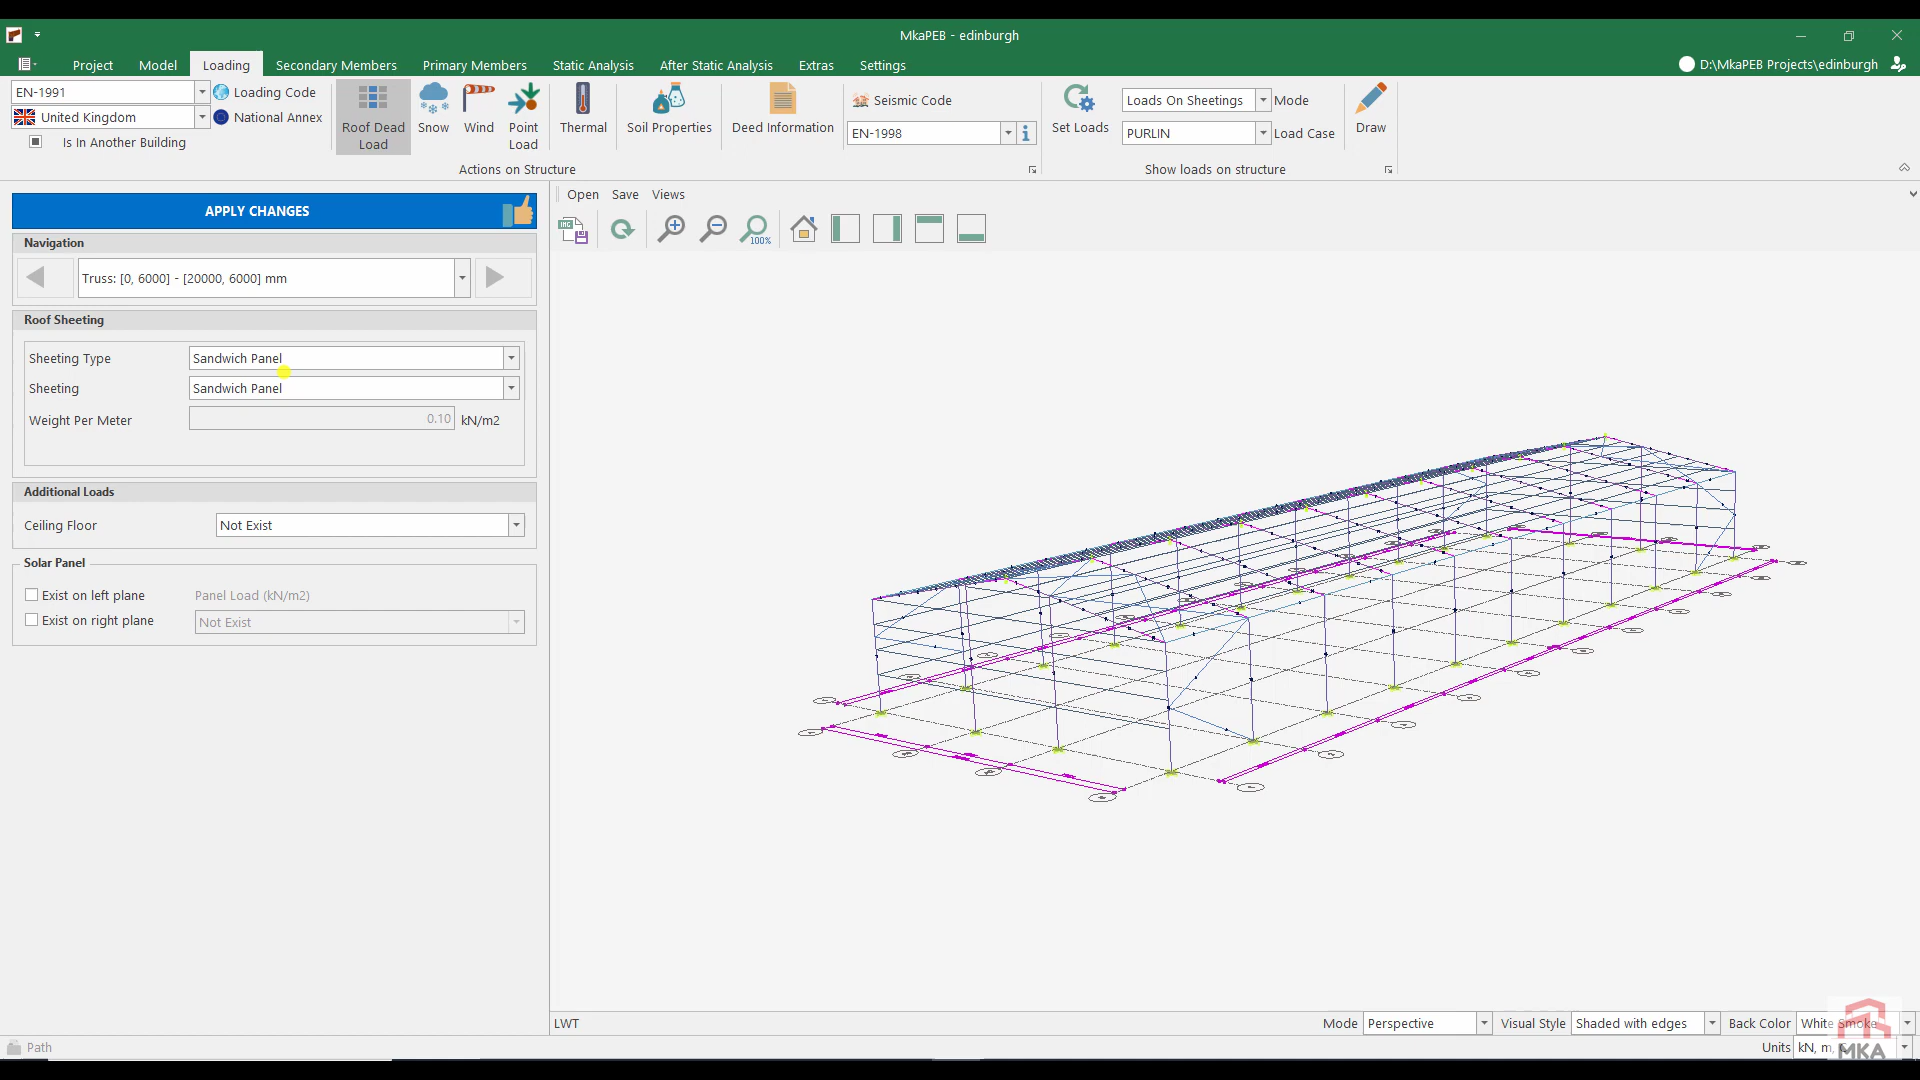 MkaPEB - edinburgh
Project Model Loading Secondary Members Primary Members Static Analysis After Static Analysis Extras Settings
D:\MkaPEB Projects\edinburgh
EN-1991 Loading Code
United Kingdom National Annex
Is In Another Building
Roof Dead Load
Snow
Wind
Point Load
Thermal
Soil Properties
Deed Information
Actions on Structure
Seismic Code
EN-1998
Set Loads
Loads On Sheetings Mode
PURLIN Load Case
Draw
Show loads on structure
APPLY CHANGES
Navigation
Truss: [0, 6000] - [20000, 6000] mm
Roof Sheeting
Sheeting Type Sandwich Panel
Sheeting Sandwich Panel
Weight Per Meter 0.10 kN/m2
Additional Loads
Ceiling Floor Not Exist
Solar Panel
Exist on left plane Panel Load (kN/m2)
Exist on right plane Not Exist
Open Save Views
IMG
100%
LWT Mode Perspective Visual Style Shaded with edges Back Color White Smoke
Path Units kN, m,
MKA